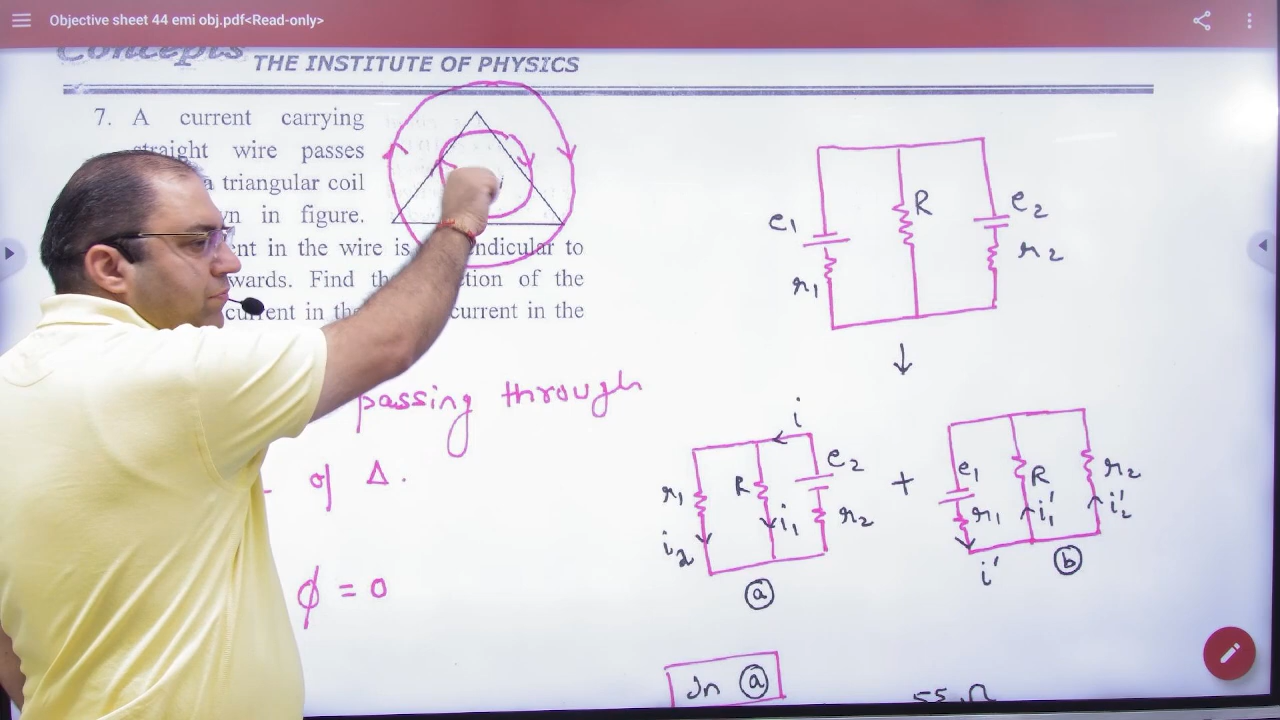 Objective sheet 44 emi obj.pdf<Read-only>
Concepts THE INSTITUTE OF PHYSICS
7. A current carrying
straight wire passes
a triangular coil
in figure.
in the wire is to
Find the of the
in the current in the
passing through
of Δ.
ϕ = 0
e1
r1
R
e2
r2
i
r1
R
e2
i1
r2
i2
a
+
e1
r1
R
i1'
r2
i2'
i'
b
In a